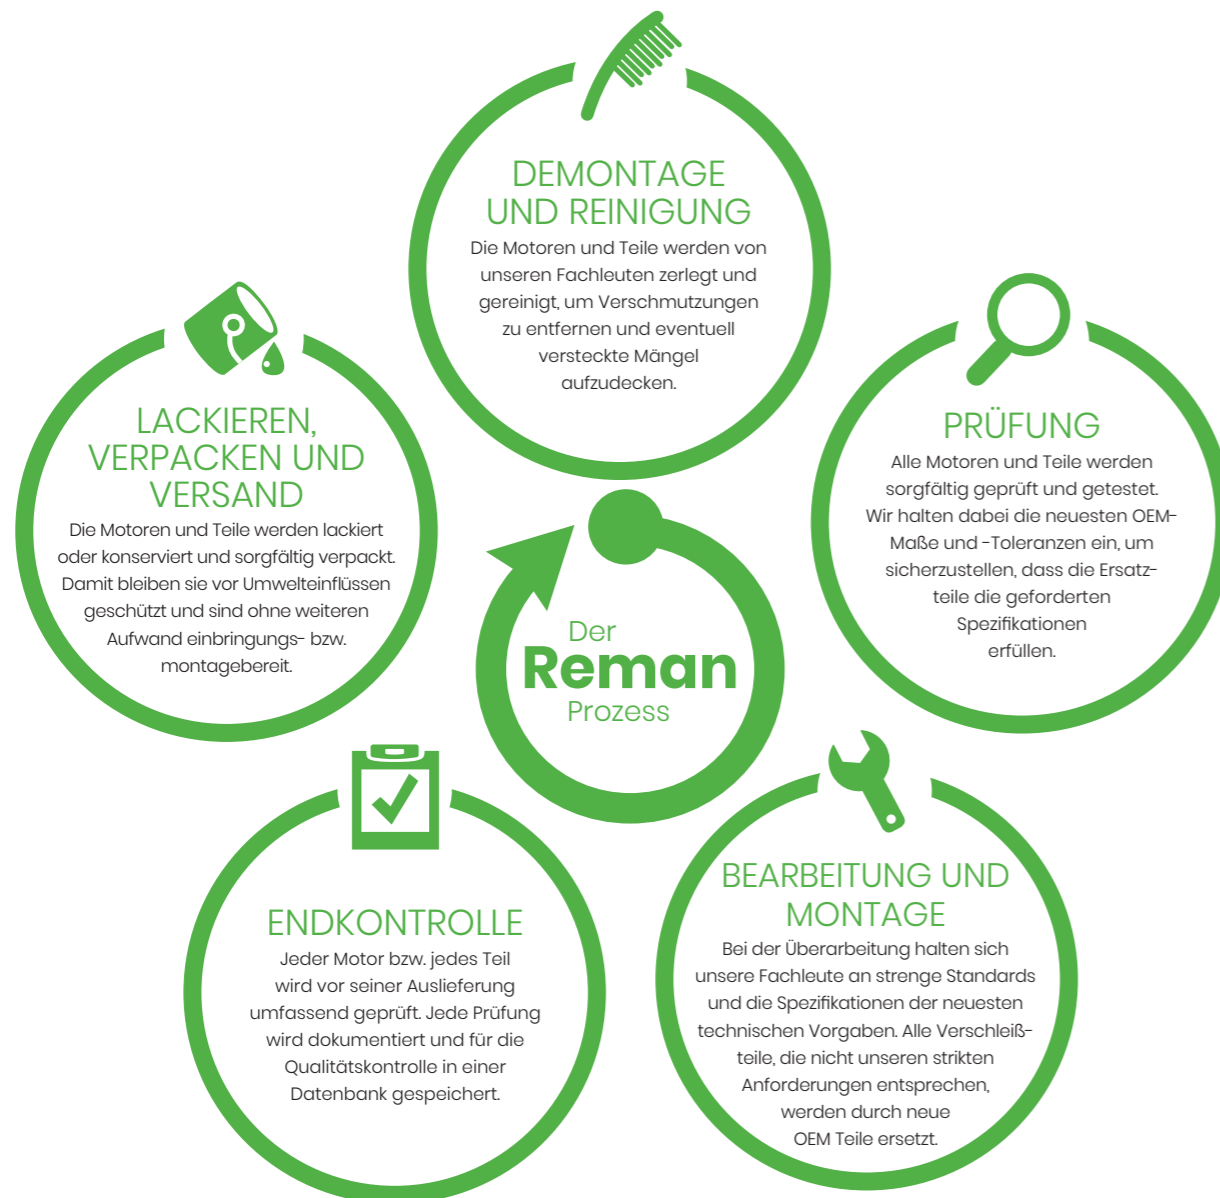 DEMONTAGE
UND REINIGUNG
Die Motoren und Teile werden von
unseren Fachleuten zerlegt und
gereinigt, um Verschmutzungen
zu entfernen und eventuell
versteckte Mängel
aufzudecken.
PRÜFUNG
Alle Motoren und Teile werden
sorgfältig geprüft und getestet.
Wir halten dabei die neuesten OEM-
Maße und -Toleranzen ein, um
sicherzustellen, dass die Ersatz-
teile die geforderten
Spezifikationen
erfüllen.
BEARBEITUNG UND
MONTAGE
Bei der Überarbeitung halten sich
unsere Fachleute an strenge Standards
und die Spezifikationen der neuesten
technischen Vorgaben. Alle Verschleiß-
teile, die nicht unseren strikten
Anforderungen entsprechen,
werden durch neue
OEM Teile ersetzt.
ENDKONTROLLE
Jeder Motor bzw. jedes Teil
wird vor seiner Auslieferung
umfassend geprüft. Jede Prüfung
wird dokumentiert und für die
Qualitätskontrolle in einer
Datenbank gespeichert.
LACKIEREN,
VERPACKEN UND
VERSAND
Die Motoren und Teile werden lackiert
oder konserviert und sorgfältig verpackt.
Damit bleiben sie vor Umwelteinflüssen
geschützt und sind ohne weiteren
Aufwand einbringungs- bzw.
montagebereit.
Der
Reman
Prozess